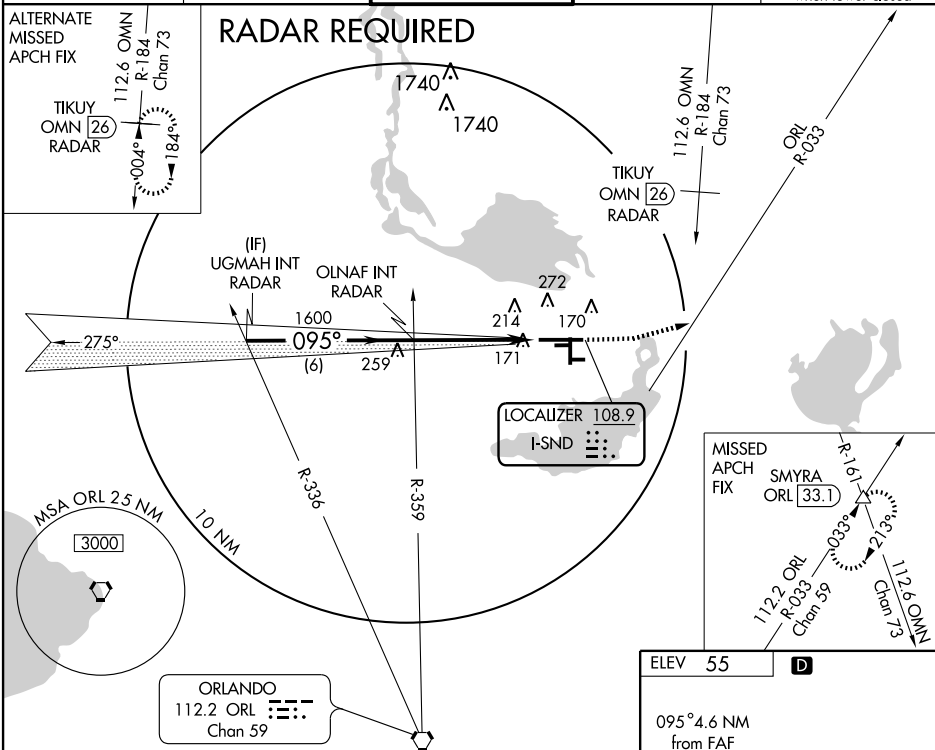 ALTERNATE
MISSED
APCH FIX
112.6 OMN
R-184
Chan 73
TIKUY
OMN 26
RADAR
004°
184°
RADAR REQUIRED
1740
1740
112.6 OMN
R-184
Chan 73
ORL
R-033
TIKUY
OMN 26
RADAR
(IF)
UGMAH INT
RADAR
OLNAF INT
RADAR
272
214
170
1600
275°
095°
(6)
259
171
LOCALIZER 108.9
I-SND
R-336
R-359
10 NM
MSA ORL 25 NM
3000
MISSED
APCH
FIX
SMYRA
ORL 33.1
R-161
033°
213°
112.2 ORL
R-033
Chan 59
112.6 OMN
Chan 73
ORLANDO
112.2 ORL
Chan 59
ELEV 55
D
095° 4.6 NM
from FAF